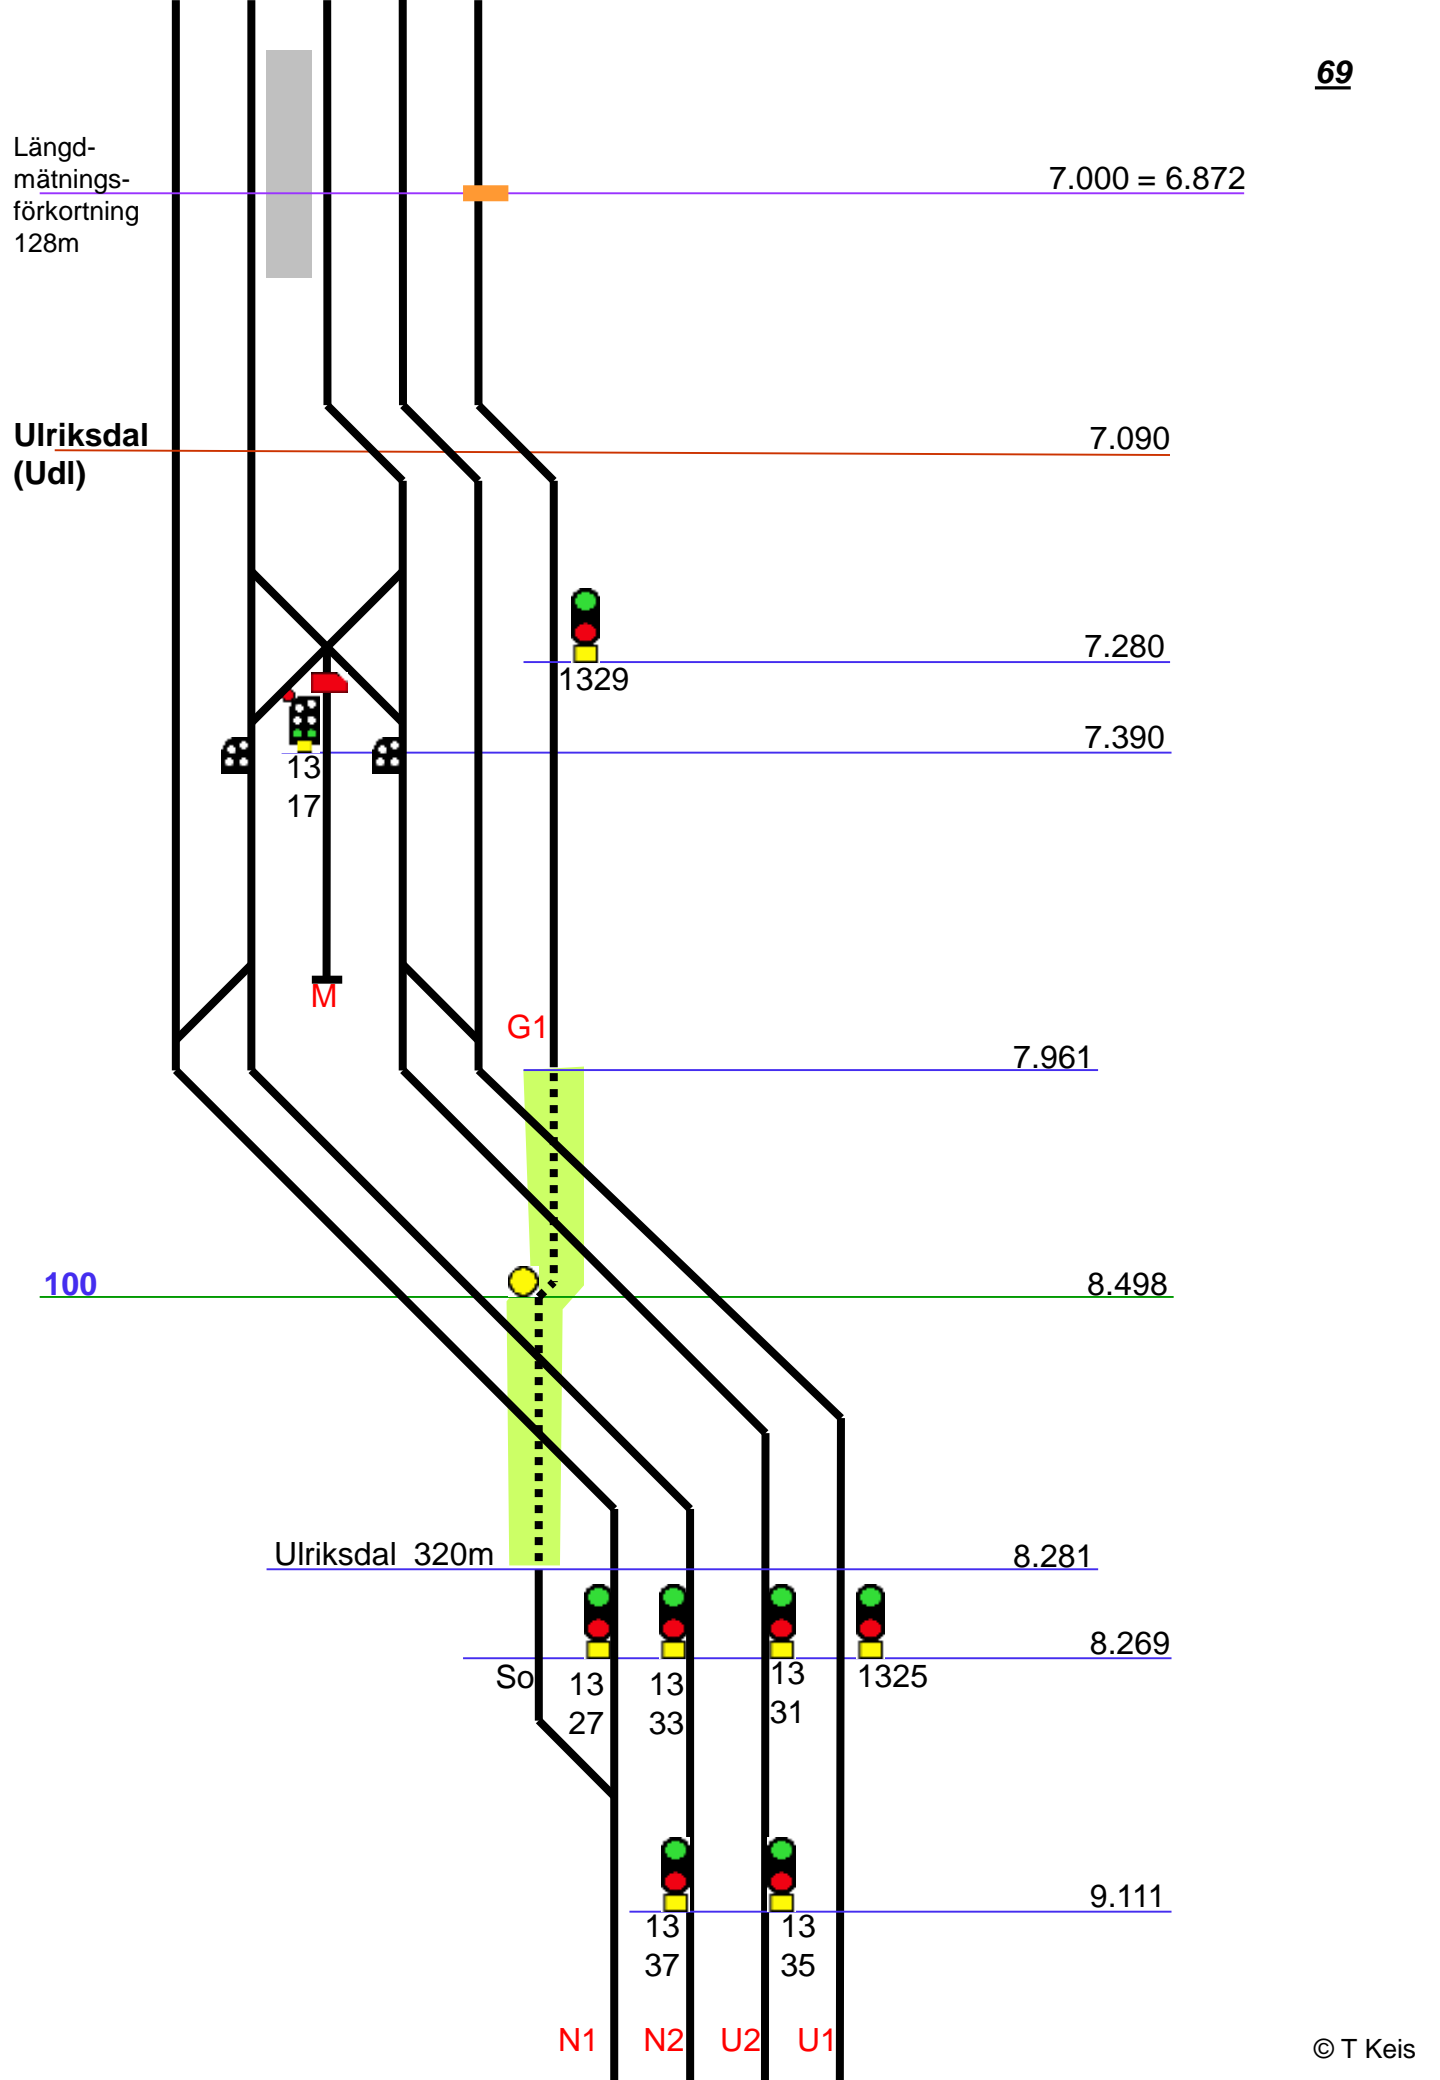 69
Längd-
mätnings-
förkortning
128m
7.000 = 6.872
Ulriksdal
(Udl)
7.090
7.280
1329
7.390
13
17
M
G1
7.961
100
8.498
Ulriksdal 320m
8.281
8.269
So
13
27
13
33
13
31
1325
9.111
13
37
13
35
N1
N2
U2
U1
© T Keis